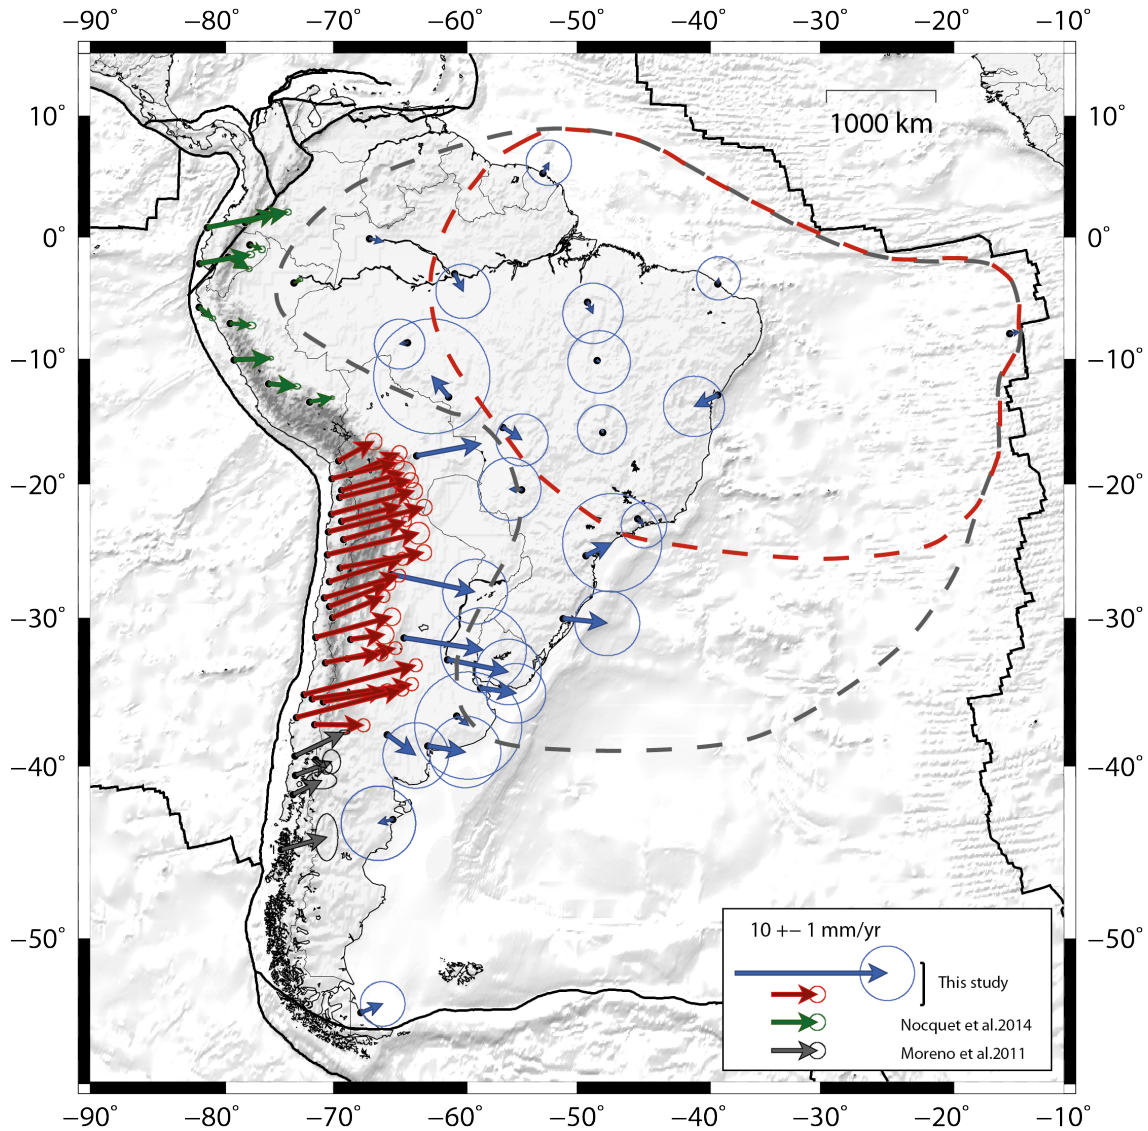 −90° −80° −70° −60° −50° −40° −30° −20° −10°
1000 km
10° 10°
0° 0°
−10° −10°
−20° −20°
−30° −30°
−40° −40°
−50° −50°
10 +− 1 mm/yr
This study
Nocquet et al.2014
Moreno et al.2011
−90° −80° −70° −60° −50° −40° −30° −20° −10°